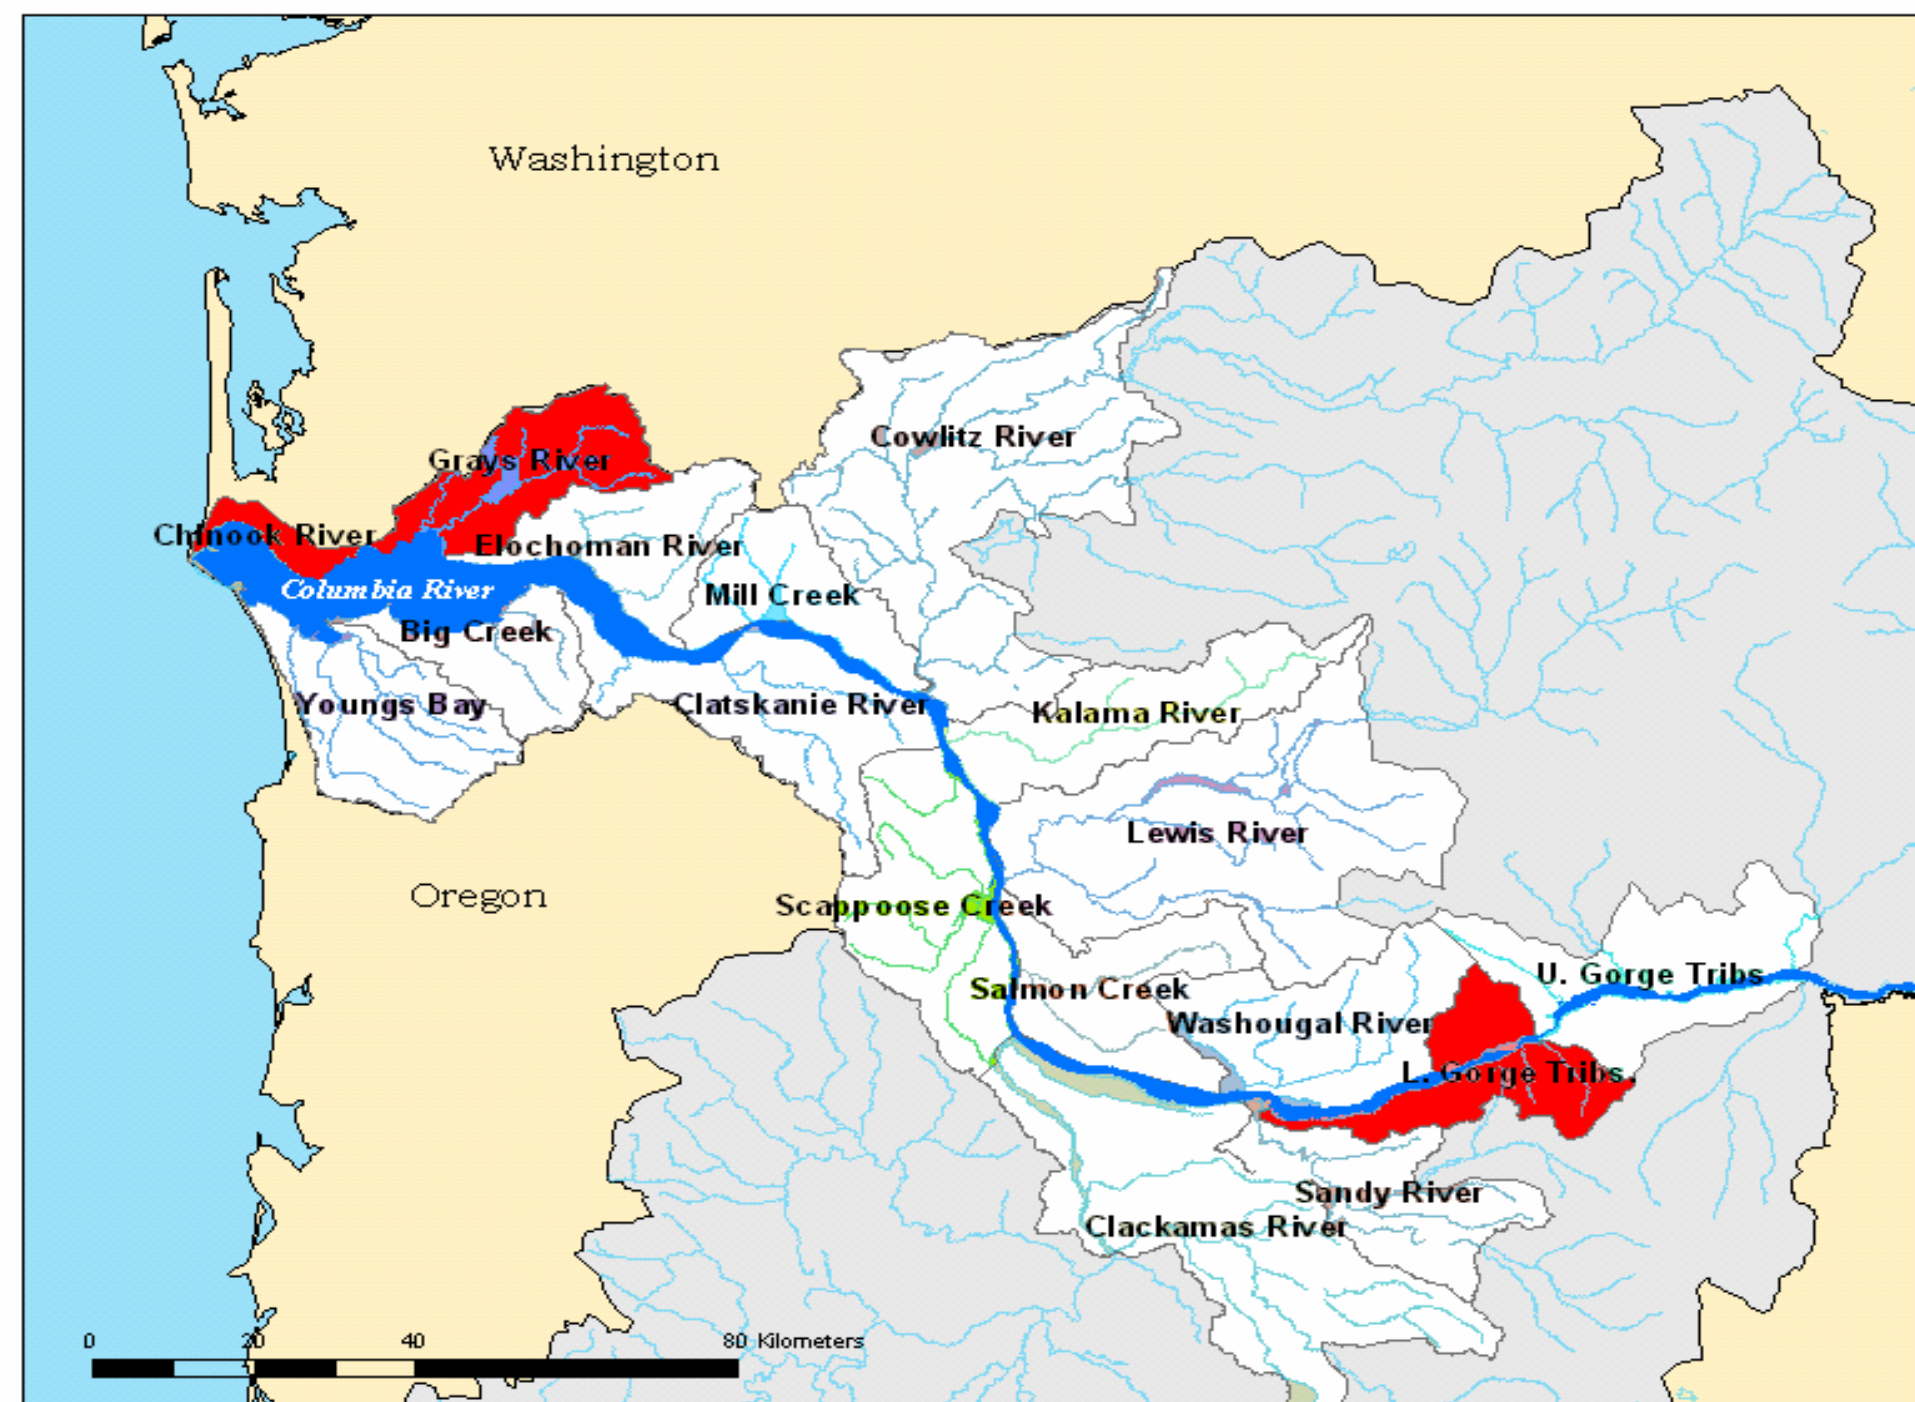 Washington
Cowlitz River
Grays River
Chinook River
Elochoman River
Columbia River
Mill Creek
Big Creek
Youngs Bay
Clatskanie River
Kalama River
Lewis River
Oregon
Scappoose Creek
U. Gorge Tribs
Salmon Creek
Washougal River
L. Gorge Tribs.
Sandy River
Clackamas River
0 20 40 80 Kilometers